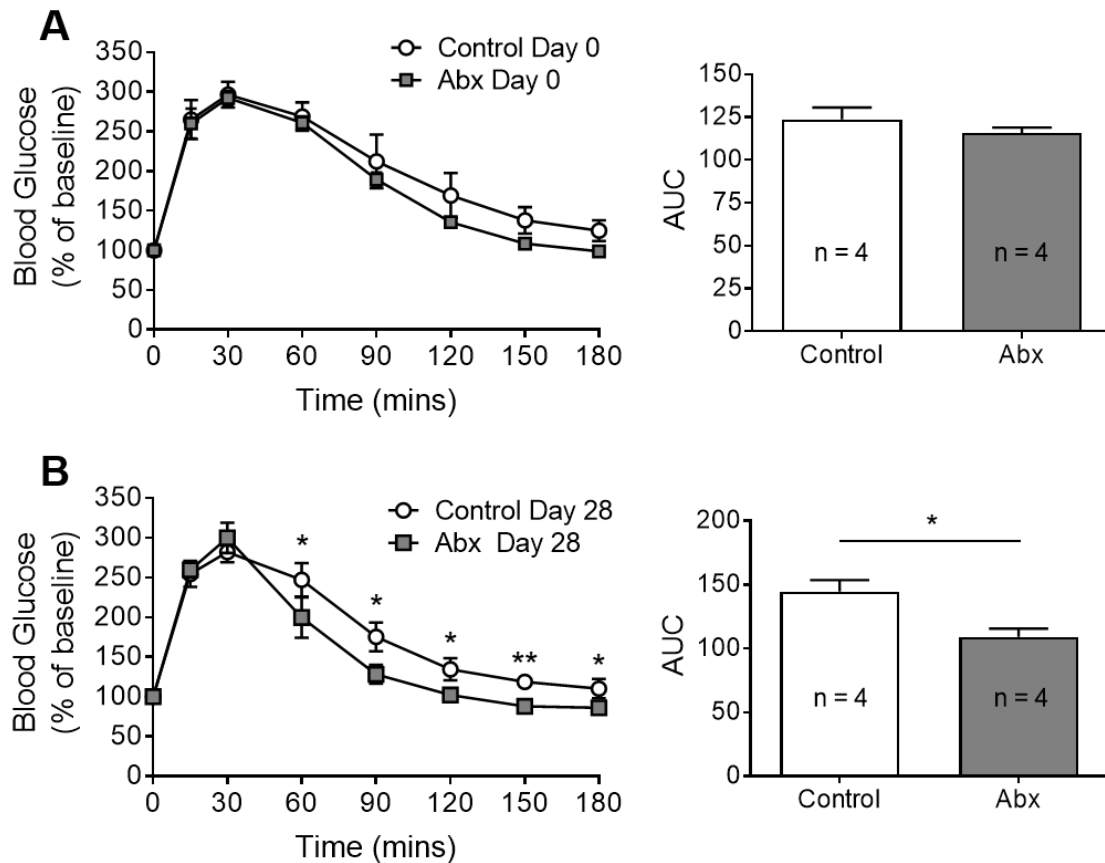 A
Control Day 0
Abx Day 0
Blood Glucose
(% of baseline)
350
300
250
200
150
100
50
0
0 30 60 90 120 150 180
Time (mins)
AUC
150
125
100
75
50
25
0
n = 4 n = 4
Control Abx
B
Control Day 28
Abx Day 28
Blood Glucose
(% of baseline)
350
300
250
200
150
100
50
0
* * * ** *
0 30 60 90 120 150 180
Time (mins)
AUC
200
150
100
50
0
*
n = 4 n = 4
Control Abx